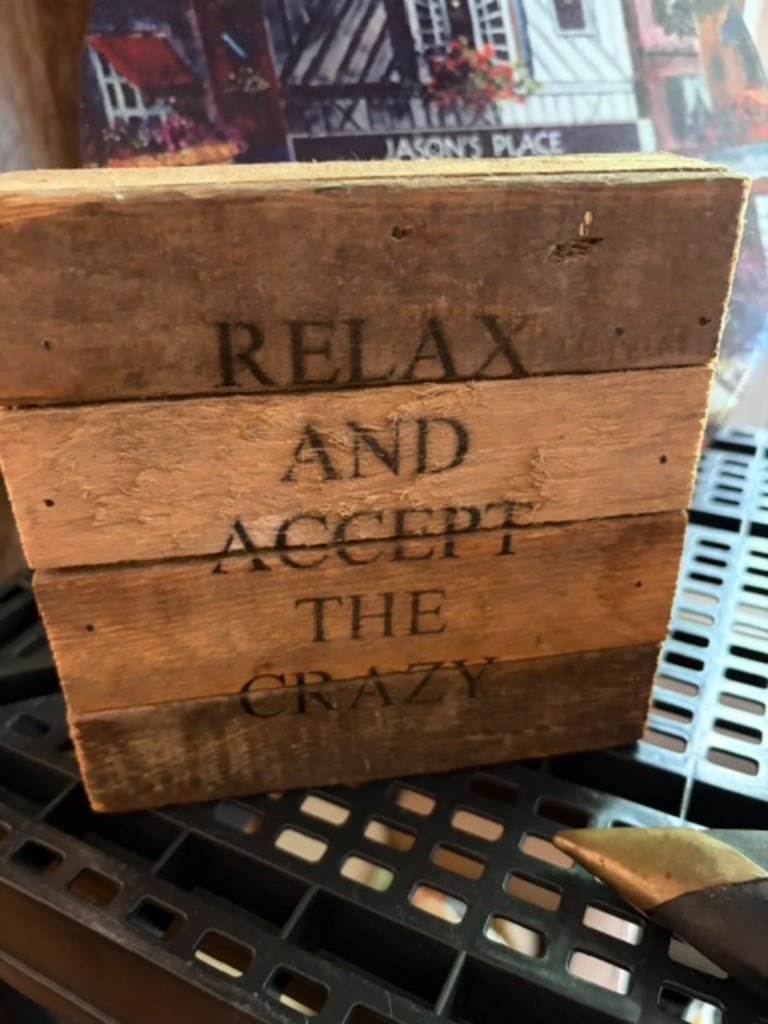 JASON'S PLACE
RELAX
AND
ACCEPT
THE
CRAZY